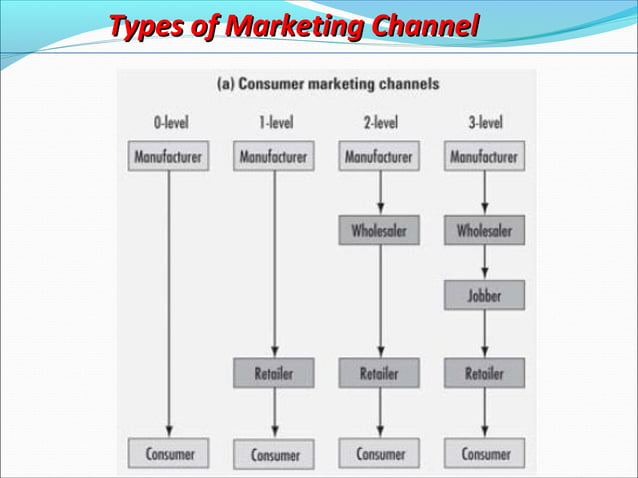 Types of Marketing Channel
(a) Consumer marketing channels
0-level 1-level 2-level 3-level
Manufacturer Manufacturer Manufacturer Manufacturer
Wholesaler Wholesaler
Jobber
Retailer Retailer Retailer
Consumer Consumer Consumer Consumer